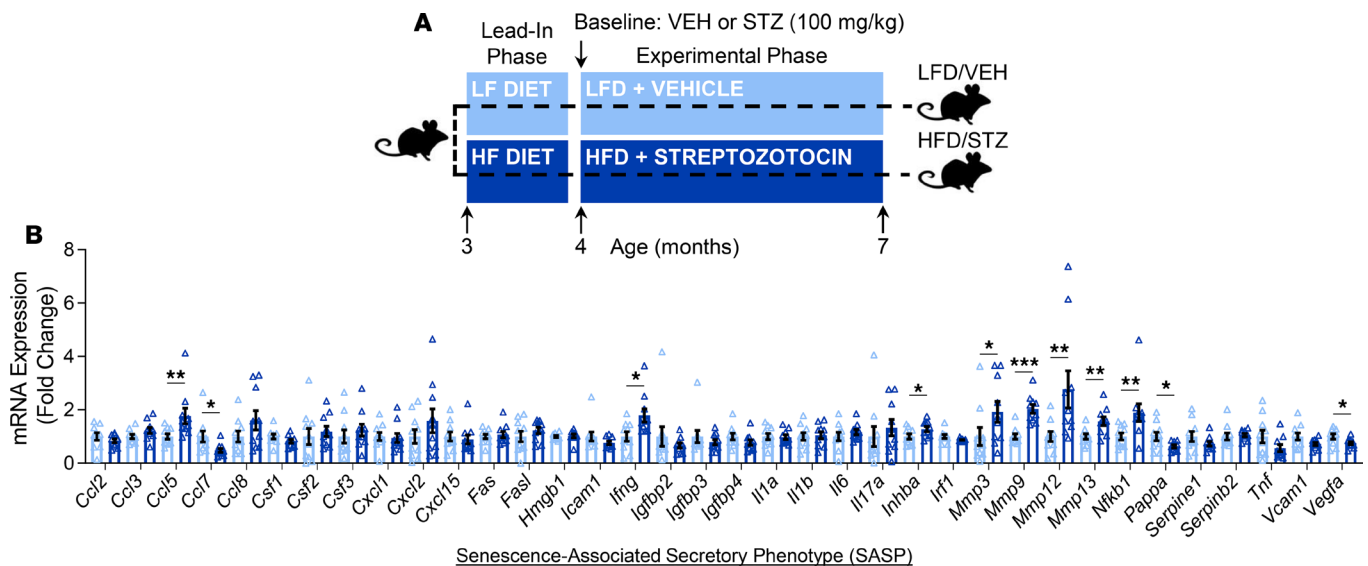 A
Baseline: VEH or STZ (100 mg/kg)
Lead-In
Phase
Experimental Phase
LF DIET
LFD + VEHICLE
LFD/VEH
HF DIET
HFD + STREPTOZOTOCIN
HFD/STZ
3
4
Age (months)
7
B
mRNA Expression
(Fold Change)
8
6
4
2
0
**
*
*
*
*
***
**
**
**
*
*
Ccl2
Ccl3
Ccl5
Ccl7
Ccl8
Csf1
Csf2
Csf3
Cxcl1
Cxcl2
Cxcl15
Fas
Fasl
Hmgb1
Icam1
Ifng
Igfbp2
Igfbp3
Igfbp4
Il1a
Il1b
Il6
Il17a
Inhba
Irf1
Mmp3
Mmp9
Mmp12
Mmp13
Nfkb1
Pappa
Serpine1
Serpinb2
Tnf
Vcam1
Vegfa
Senescence-Associated Secretory Phenotype (SASP)